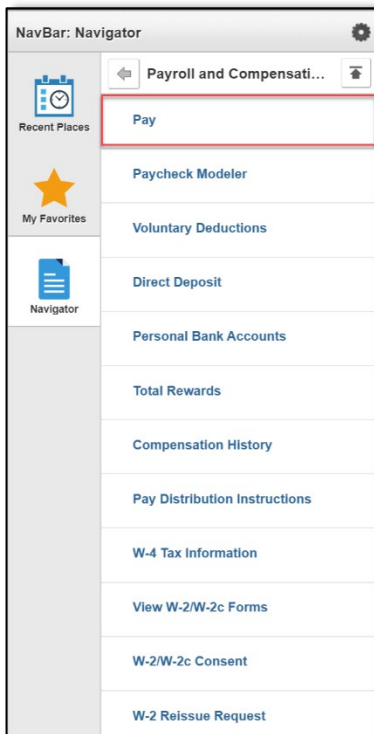 NavBar: Navigator
Recent Places
My Favorites
Navigator
Payroll and Compensati...
Pay
Paycheck Modeler
Voluntary Deductions
Direct Deposit
Personal Bank Accounts
Total Rewards
Compensation History
Pay Distribution Instructions
W-4 Tax Information
View W-2/W-2c Forms
W-2/W-2c Consent
W-2 Reissue Request